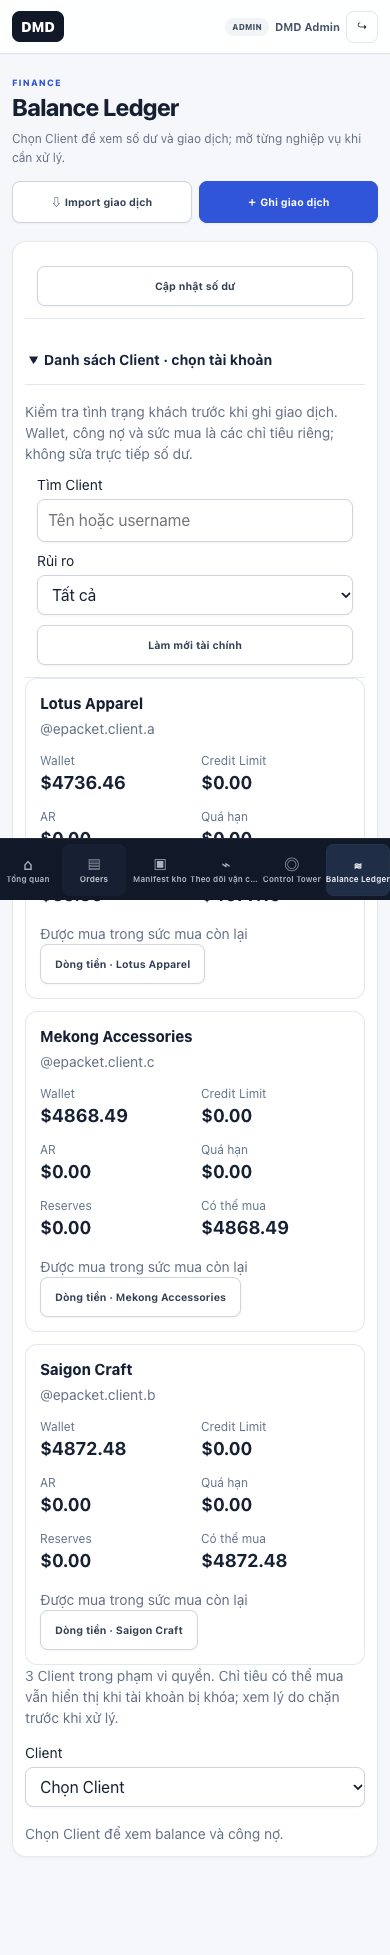 DMD
ADMIN DMD Admin
FINANCE
Balance Ledger
Chọn Client để xem số dư và giao dịch; mở từng nghiệp vụ khi
cần xử lý.
Import giao dịch
+ Ghi giao dịch
Cập nhật số dư
Danh sách Client · chọn tài khoản
Kiểm tra tình trạng khách trước khi ghi giao dịch.
Wallet, công nợ và sức mua là các chỉ tiêu riêng;
không sửa trực tiếp số dư.
Tìm Client
Tên hoặc username
Rủi ro
Tất cả
Làm mới tài chính
Lotus Apparel
@epacket.client.a
Wallet Credit Limit
$4736.46 $0.00
AR Quá hạn
$0.00 $0.00
Tổng quan Orders Manifest kho Theo dõi vận c... Control Tower Balance Ledger
Được mua trong sức mua còn lại
Dòng tiền · Lotus Apparel
Mekong Accessories
@epacket.client.c
Wallet Credit Limit
$4868.49 $0.00
AR Quá hạn
$0.00 $0.00
Reserves Có thể mua
$0.00 $4868.49
Được mua trong sức mua còn lại
Dòng tiền · Mekong Accessories
Saigon Craft
@epacket.client.b
Wallet Credit Limit
$4872.48 $0.00
AR Quá hạn
$0.00 $0.00
Reserves Có thể mua
$0.00 $4872.48
Được mua trong sức mua còn lại
Dòng tiền · Saigon Craft
3 Client trong phạm vi quyền. Chỉ tiêu có thể mua
vẫn hiển thị khi tài khoản bị khóa; xem lý do chặn
trước khi xử lý.
Client
Chọn Client
Chọn Client để xem balance và công nợ.